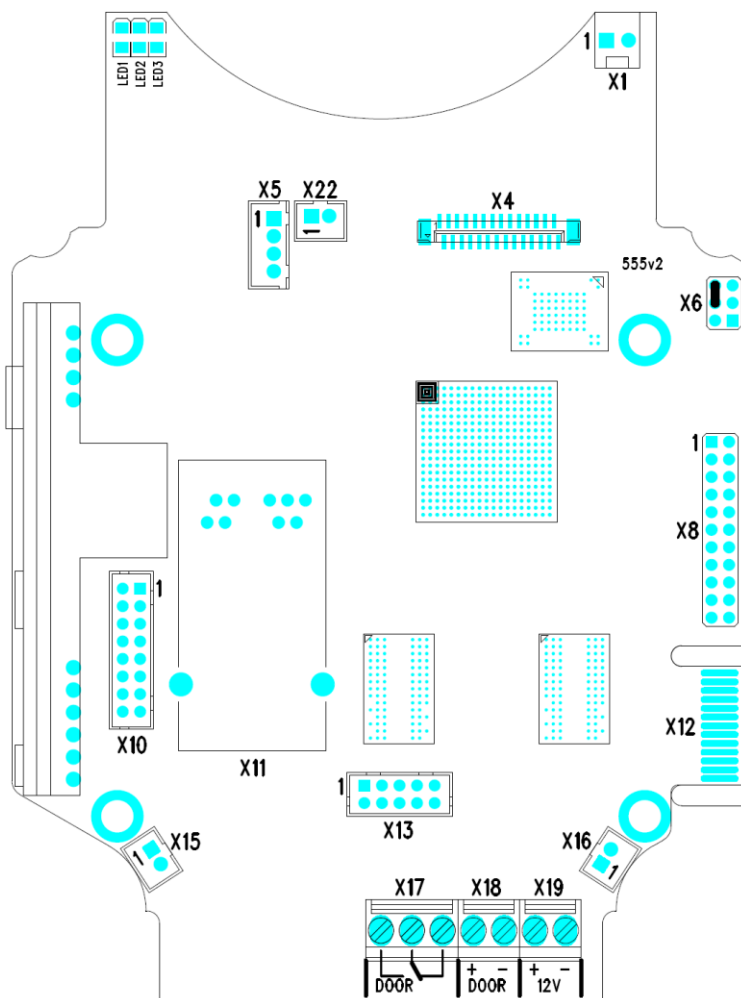 LED1
LED2
LED3
1
X1
X5
X22
X4
1
1
555v2
X6
1
X8
1
X10
X11
X12
1
X13
X15
1
X16
1
X17
X18
X19
+ -
+ -
DOOR
DOOR
12V